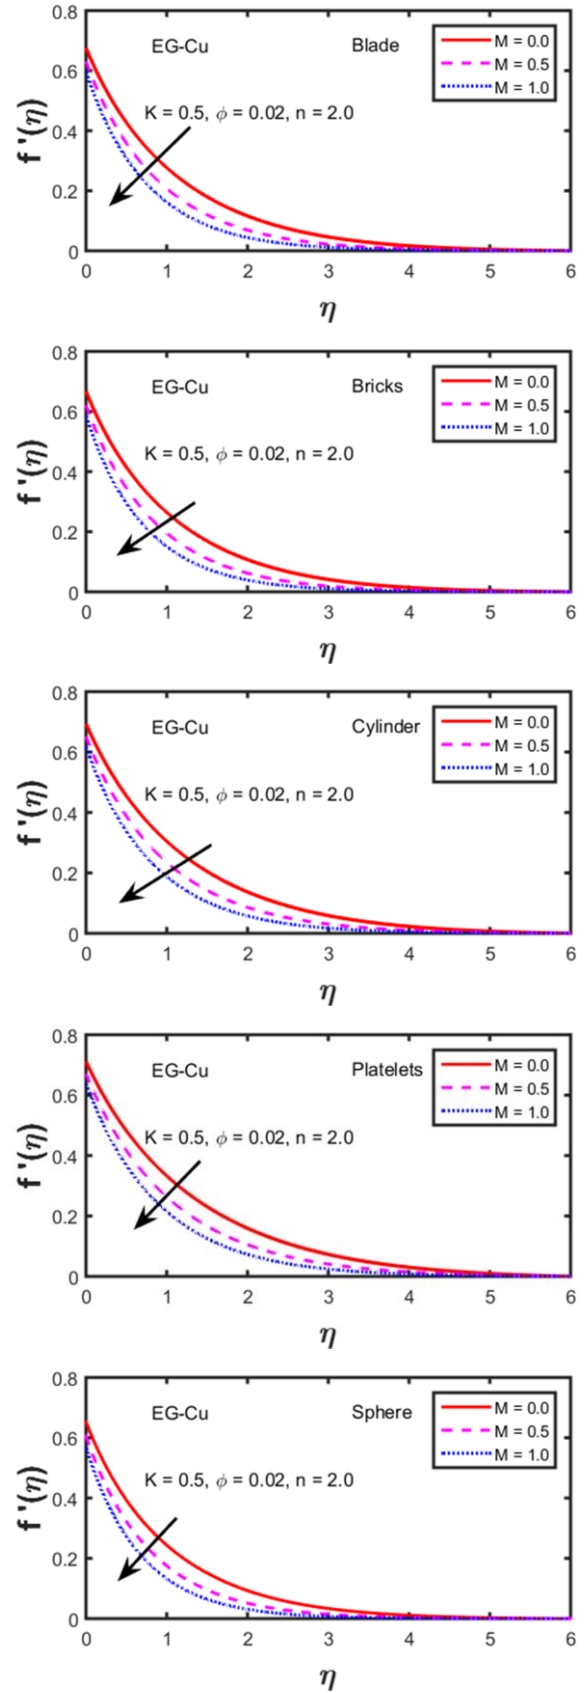 0.8
EG-Cu Blade
M = 0.0
M = 0.5
M = 1.0
0.6
K = 0.5, ϕ = 0.02, n = 2.0
f '(η)
0.4
0.2
0
0 1 2 3 4 5 6
η
0.8
EG-Cu Bricks
M = 0.0
M = 0.5
M = 1.0
0.6
K = 0.5, ϕ = 0.02, n = 2.0
f '(η)
0.4
0.2
0
0 1 2 3 4 5 6
η
0.8
EG-Cu Cylinder
M = 0.0
M = 0.5
M = 1.0
0.6
K = 0.5, ϕ = 0.02, n = 2.0
f '(η)
0.4
0.2
0
0 1 2 3 4 5 6
η
0.8
EG-Cu Platelets
M = 0.0
M = 0.5
M = 1.0
0.6
K = 0.5, ϕ = 0.02, n = 2.0
f '(η)
0.4
0.2
0
0 1 2 3 4 5 6
η
0.8
EG-Cu Sphere
M = 0.0
M = 0.5
M = 1.0
0.6
K = 0.5, ϕ = 0.02, n = 2.0
f '(η)
0.4
0.2
0
0 1 2 3 4 5 6
η